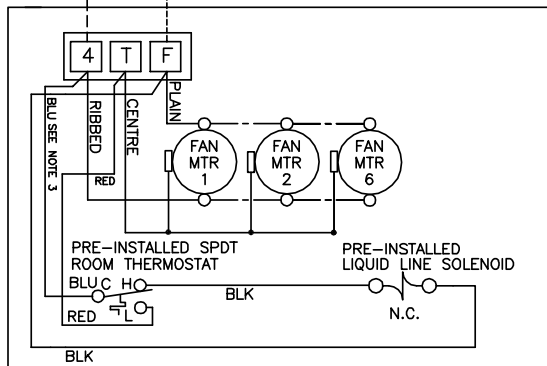 4 T F
BLU SEE NOTE 3
RIBBED
CENTRE
RED
PLAIN
FAN MTR 1
FAN MTR 2
FAN MTR 6
PRE-INSTALLED SPDT
ROOM THERMOSTAT
PRE-INSTALLED
LIQUID LINE SOLENOID
BLU C H
BLK
N.C.
RED L
BLK